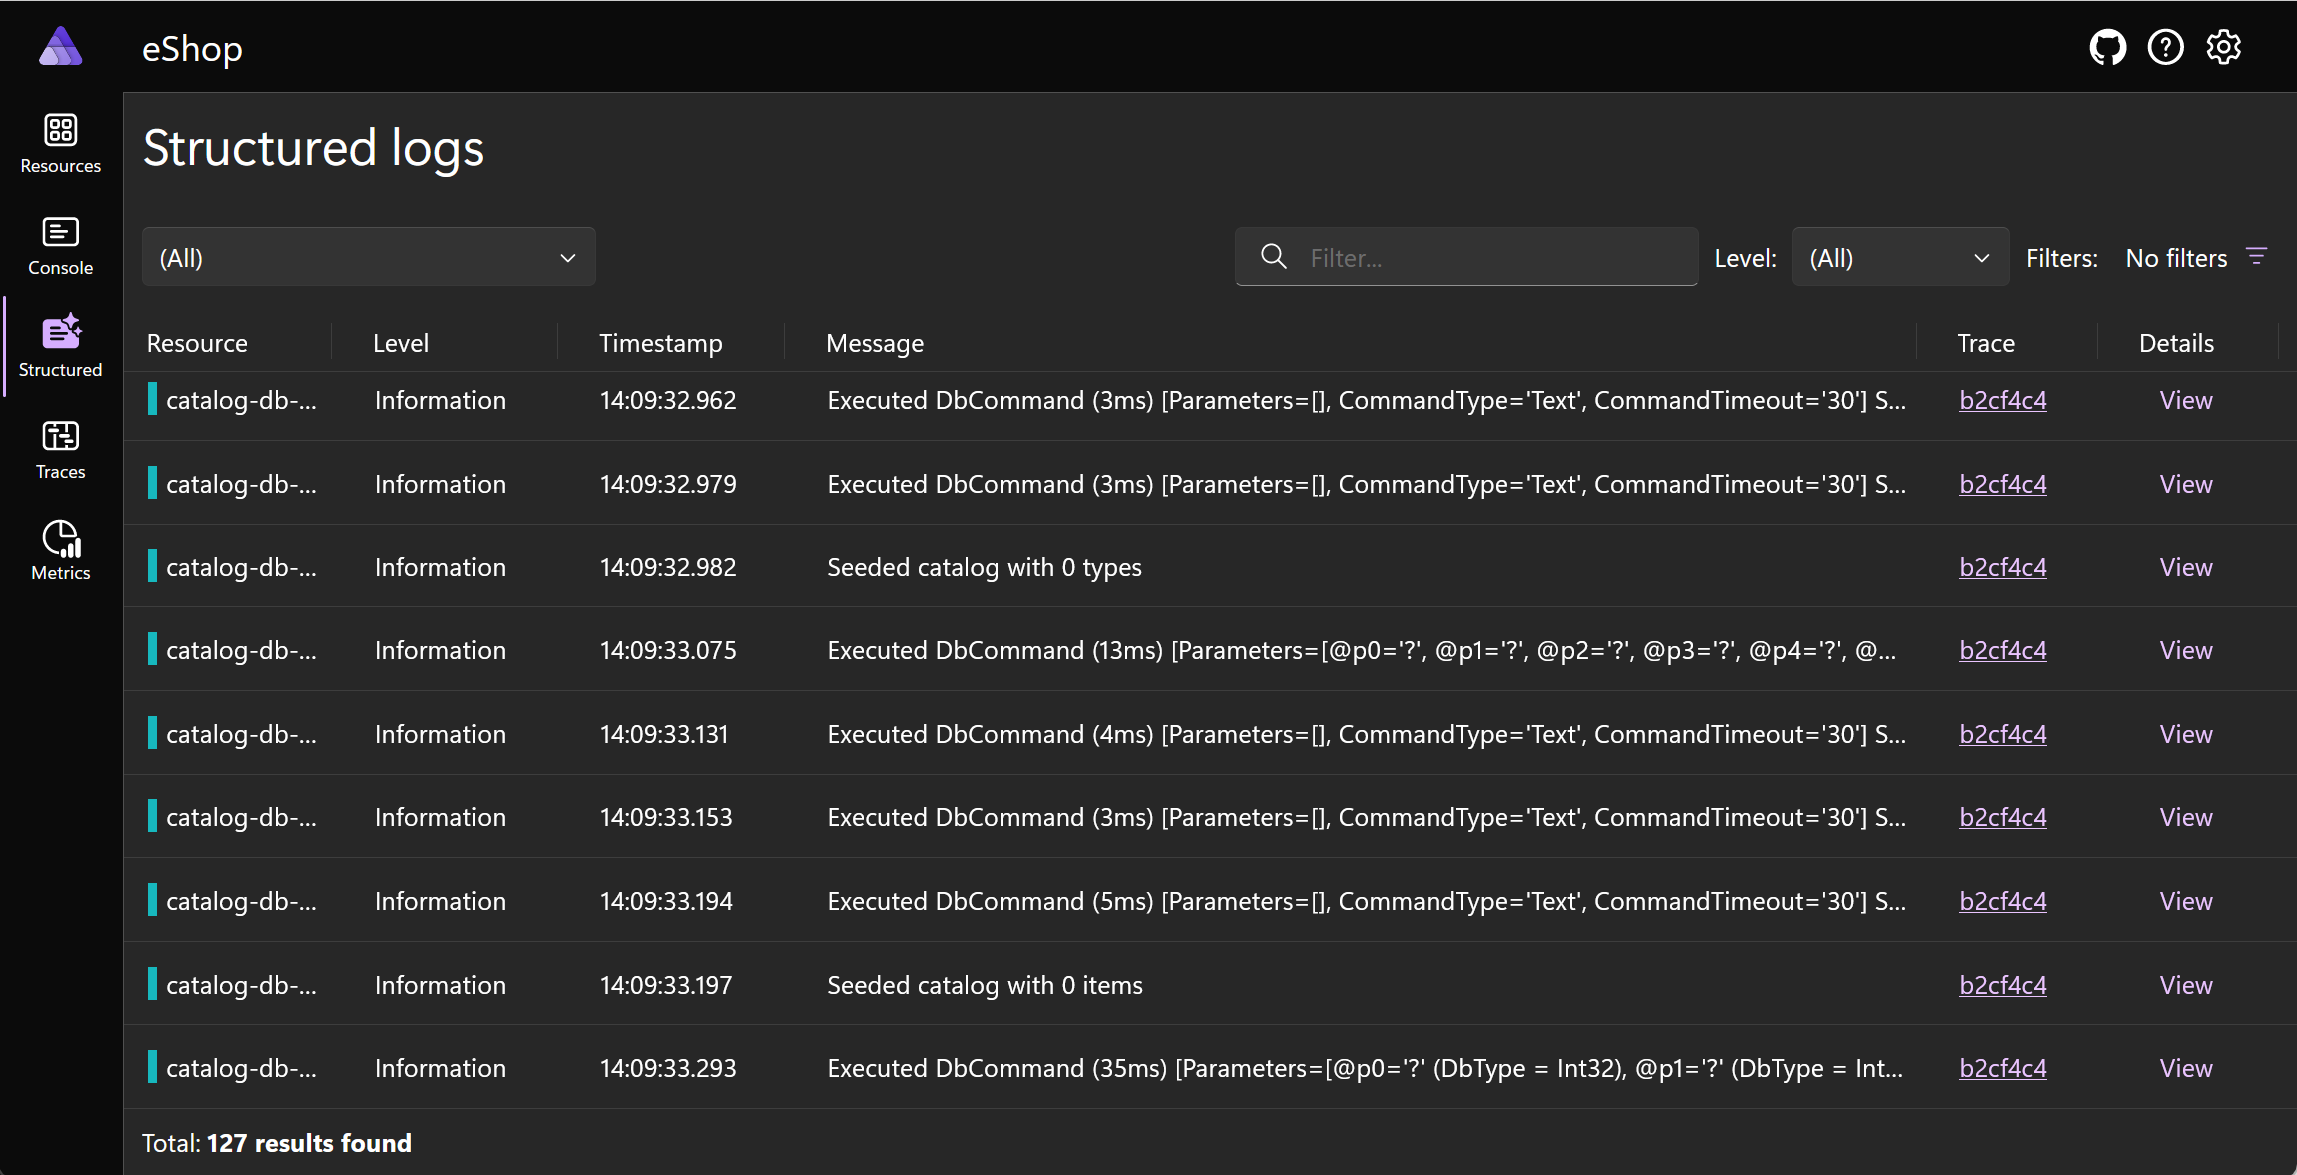 eShop
Resources
Console
Structured
Traces
Metrics
Structured logs
(All)
Filter...
Level: (All) Filters: No filters
Resource Level Timestamp Message Trace Details
catalog-db-... Information 14:09:32.962 Executed DbCommand (3ms) [Parameters=[], CommandType='Text', CommandTimeout='30'] S... b2cf4c4 View
catalog-db-... Information 14:09:32.979 Executed DbCommand (3ms) [Parameters=[], CommandType='Text', CommandTimeout='30'] S... b2cf4c4 View
catalog-db-... Information 14:09:32.982 Seeded catalog with 0 types b2cf4c4 View
catalog-db-... Information 14:09:33.075 Executed DbCommand (13ms) [Parameters=[@p0='?', @p1='?', @p2='?', @p3='?', @p4='?', @... b2cf4c4 View
catalog-db-... Information 14:09:33.131 Executed DbCommand (4ms) [Parameters=[], CommandType='Text', CommandTimeout='30'] S... b2cf4c4 View
catalog-db-... Information 14:09:33.153 Executed DbCommand (3ms) [Parameters=[], CommandType='Text', CommandTimeout='30'] S... b2cf4c4 View
catalog-db-... Information 14:09:33.194 Executed DbCommand (5ms) [Parameters=[], CommandType='Text', CommandTimeout='30'] S... b2cf4c4 View
catalog-db-... Information 14:09:33.197 Seeded catalog with 0 items b2cf4c4 View
catalog-db-... Information 14:09:33.293 Executed DbCommand (35ms) [Parameters=[@p0='?' (DbType = Int32), @p1='?' (DbType = Int... b2cf4c4 View
Total: 127 results found